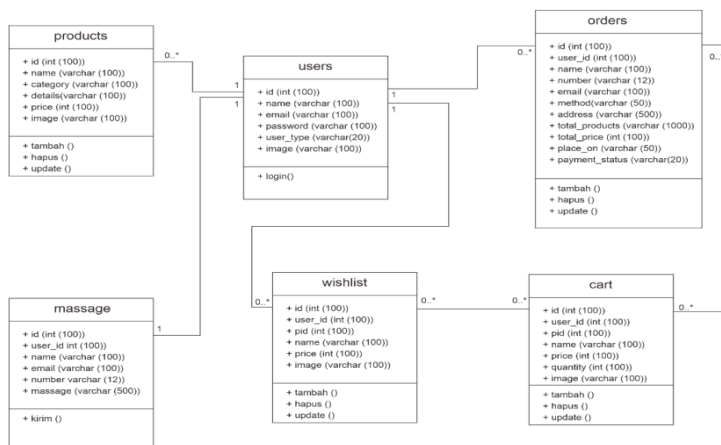 products
+ id (int (100))
+ name (varchar (100))
+ category (varchar (100))
+ details(varchar (100))
+ price (int (100))
+ image (varchar (100))
+ tambah ()
+ hapus ()
+ update ()
0..*
1
users
+ id (int (100))
+ name (varchar (100))
+ email (varchar (100))
+ password (varchar (100))
+ user_type (varchar(20))
+ image (varchar (100))
+ login()
1
1
1
0..*
orders
+ id (int (100))
+ user_id (int (100))
+ name (varchar (100))
+ number (varchar (12))
+ email (varchar (100))
+ method(varchar (50))
+ address (varchar (500))
+ total_products (varchar (1000))
+ total_price (int (100))
+ place_on (varchar (50))
+ payment_status (varchar(20))
+ tambah ()
+ hapus ()
+ update ()
massage
+ id (int (100))
+ user_id int (100))
+ name (varchar (100))
+ email (varchar (100))
+ number varchar (12))
+ massage (varchar (500))
+ kirim ()
1
0..*
wishlist
+ id (int (100))
+ user_id (int (100))
+ pid (int (100))
+ name (varchar (100))
+ price (int (100))
+ image (varchar (100))
+ tambah ()
+ hapus ()
+ update ()
0..*
0..*
cart
+ id (int (100))
+ user_id (int (100))
+ pid (int (100))
+ name (varchar (100))
+ price (int (100))
+ quantity (int (100))
+ image (varchar (100))
+ tambah ()
+ hapus ()
+ update ()
0..*